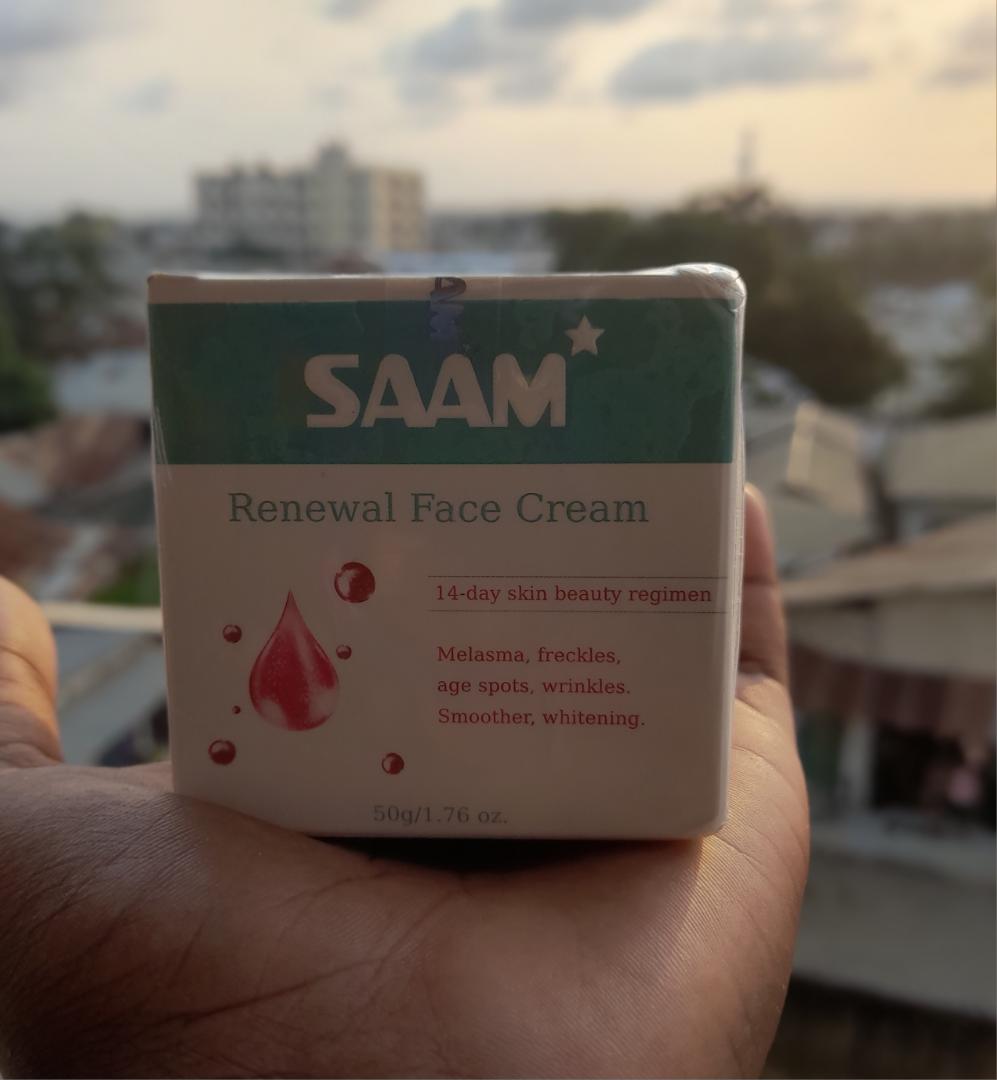 SAAM
Renewal Face Cream
14-day skin beauty regimen
Melasma, freckles,
age spots, wrinkles.
Smoother, whitening.
50g/1.76 oz.